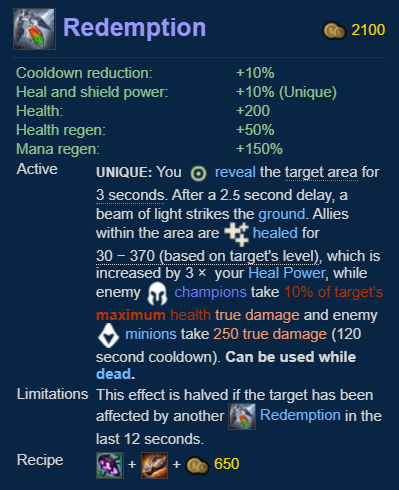 Redemption 2100
Cooldown reduction: +10%
Heal and shield power: +10% (Unique)
Health: +200
Health regen: +50%
Mana regen: +150%
Active UNIQUE: You reveal the target area for
3 seconds. After a 2.5 second delay, a
beam of light strikes the ground. Allies
within the area are healed for
30 − 370 (based on target's level), which is
increased by 3 × your Heal Power, while
enemy champions take 10% of target's
maximum health true damage and enemy
minions take 250 true damage (120
second cooldown). Can be used while
dead.
Limitations This effect is halved if the target has been
affected by another Redemption in the
last 12 seconds.
Recipe + + 650